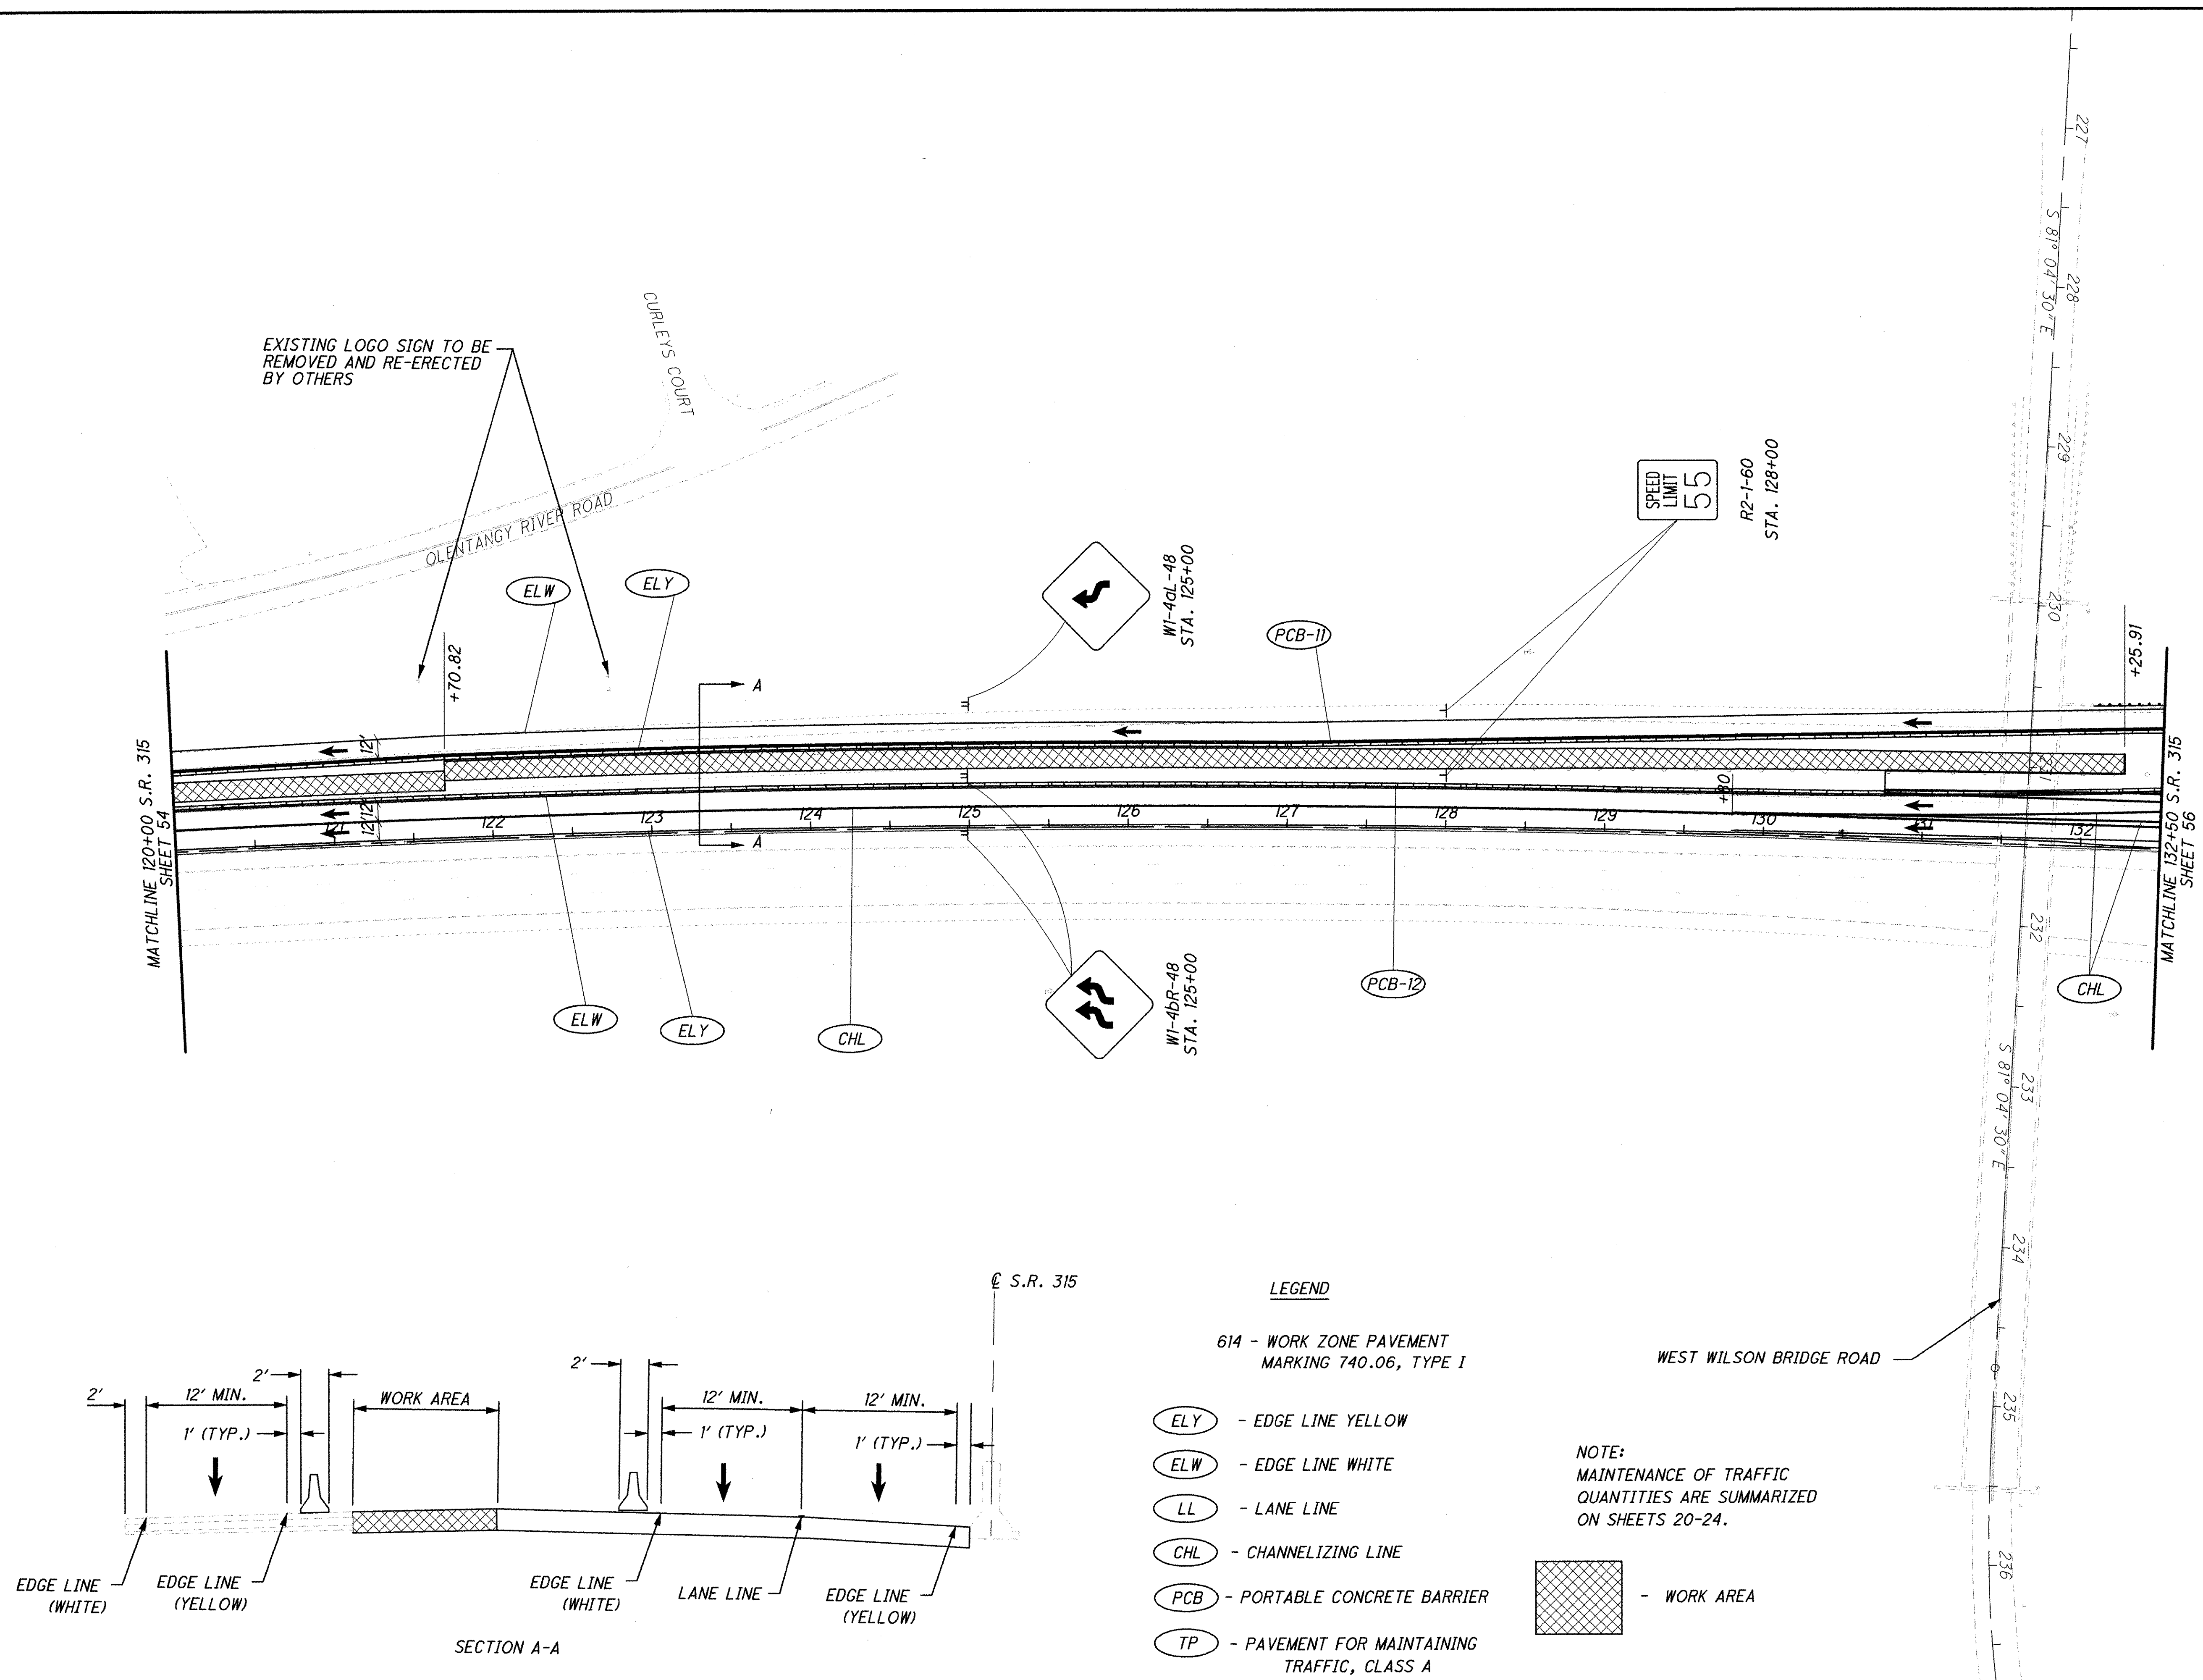 227
S 81° 04' 30" E
228
229
230
231
232
233
S 81° 04' 30" E
234
235
236
EXISTING LOGO SIGN TO BE
REMOVED AND RE-ERECTED
BY OTHERS
CURLEYS COURT
OLENTANGY RIVER ROAD
ELW
ELY
+70.82
A
W1-4aL-48
STA. 125+00
PCB-11
SPEED
LIMIT
55
R2-1-60
STA. 128+00
+25.91
MATCHLINE 120+00 S.R. 315
SHEET 54
12'
12'
12'
121
122
123
124
125
126
127
128
129
130
131
132
+80
A
MATCHLINE 132+50 S.R. 315
SHEET 56
ELW
ELY
CHL
W1-4bR-48
STA. 125+00
PCB-12
CHL
WEST WILSON BRIDGE ROAD
℄ S.R. 315
2'
12' MIN.
2'
WORK AREA
2'
12' MIN.
12' MIN.
1' (TYP.)
1' (TYP.)
1' (TYP.)
EDGE LINE
(WHITE)
EDGE LINE
(YELLOW)
EDGE LINE
(WHITE)
LANE LINE
EDGE LINE
(YELLOW)
SECTION A-A
LEGEND
614 - WORK ZONE PAVEMENT
MARKING 740.06, TYPE I
ELY - EDGE LINE YELLOW
ELW - EDGE LINE WHITE
LL - LANE LINE
CHL - CHANNELIZING LINE
PCB - PORTABLE CONCRETE BARRIER
TP - PAVEMENT FOR MAINTAINING
TRAFFIC, CLASS A
NOTE:
MAINTENANCE OF TRAFFIC
QUANTITIES ARE SUMMARIZED
ON SHEETS 20-24.
- WORK AREA